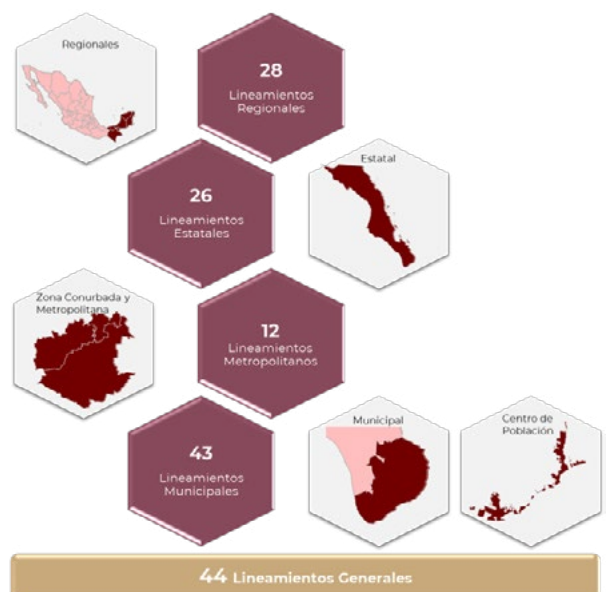 Regionales
28
Lineamientos
Regionales
26
Lineamientos
Estatales
Estatal
Zona Conurbada y
Metropolitana
12
Lineamientos
Metropolitanos
43
Lineamientos
Municipales
Municipal
Centro de
Población
44 Lineamientos Generales